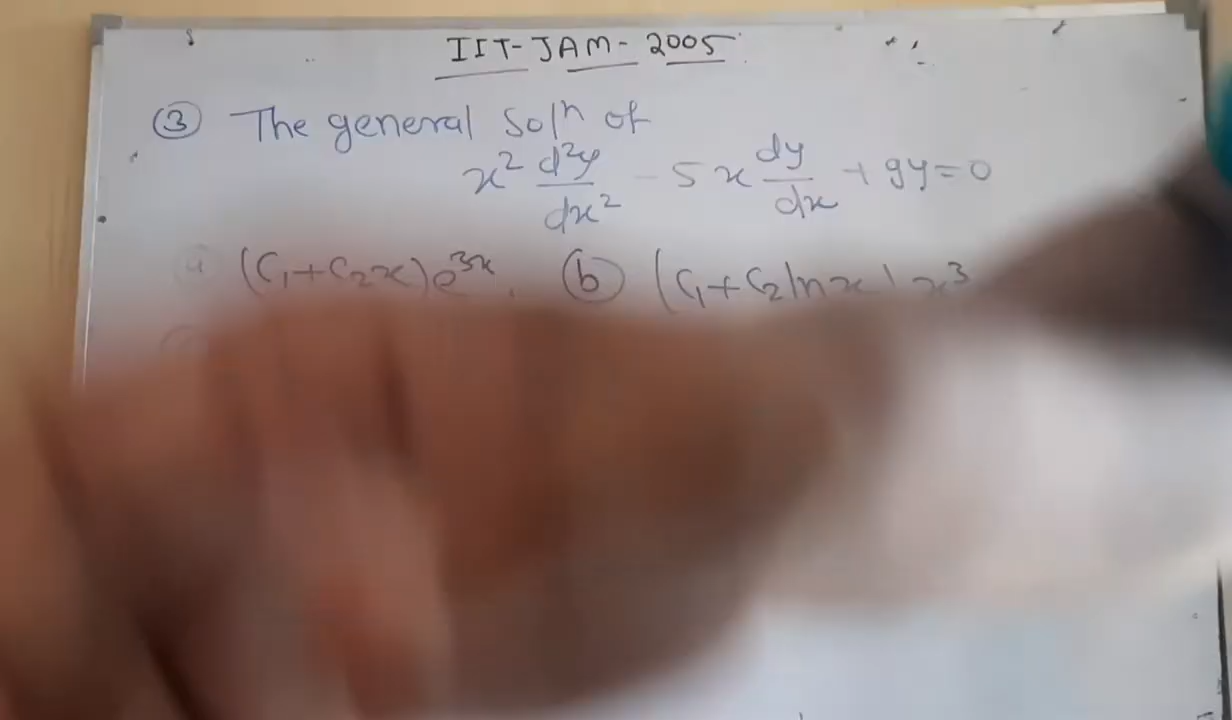 IIT-JAM-2005
③ The general Solⁿ of
x² d²y/dx² - 5x dy/dx + 9y = 0
(C₁+C₂x)e³ˣ. ⓑ (C₁+C₂lnx) x³